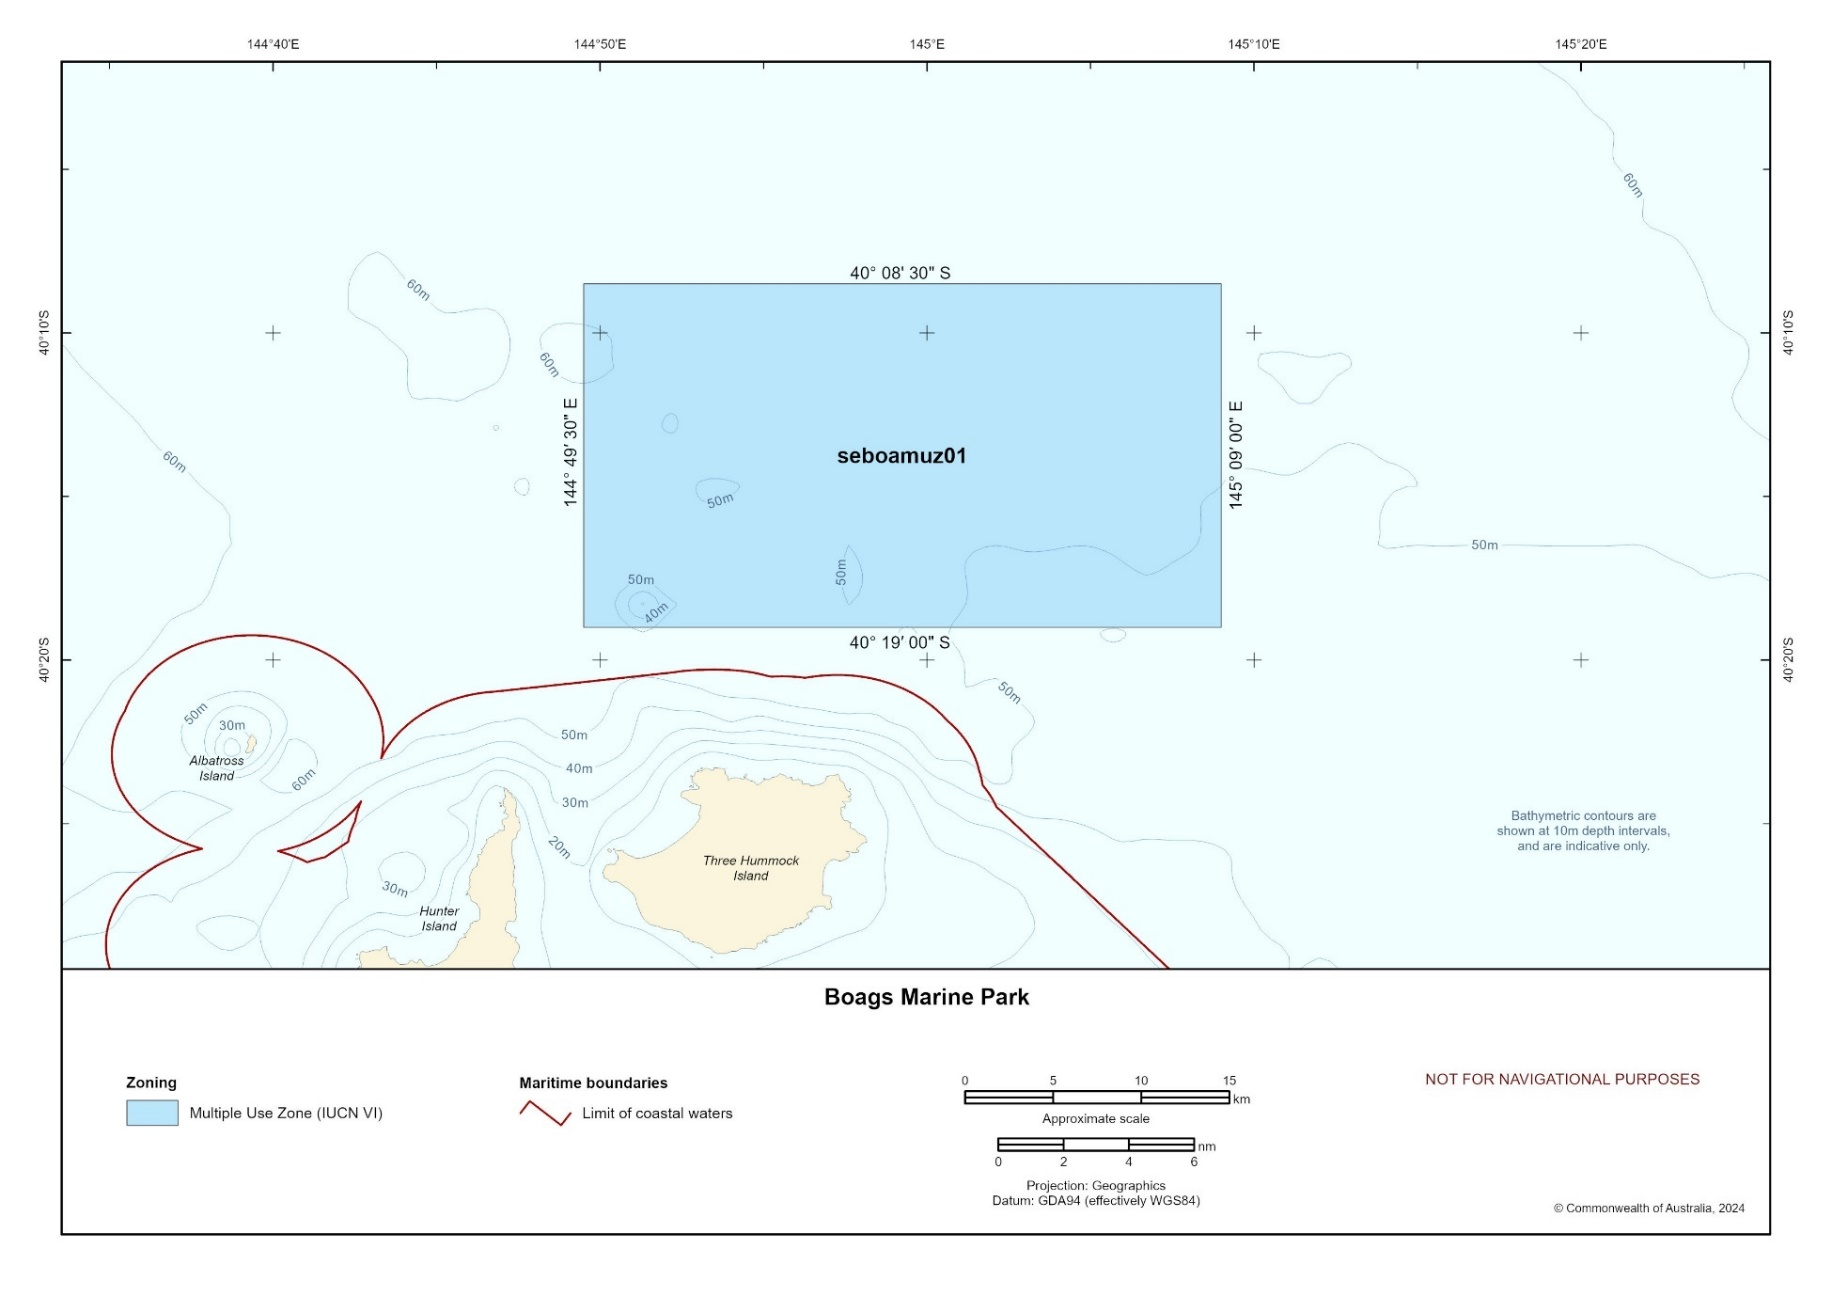 144°40'E
144°50'E
145°E
145°10'E
145°20'E
60m
40° 08' 30" S
60m
40°10'S
40°10'S
60m
144° 49' 30" E
145° 09' 00" E
seboamuz01
60m
50m
50m
50m
50m
40m
40° 19' 00" S
40°20'S
40°20'S
50m
50m
30m
50m
Albatross
Island
40m
60m
30m
Bathymetric contours are
shown at 10m depth intervals,
and are indicative only.
20m
Three Hummock
Island
30m
Hunter
Island
Boags Marine Park
Zoning
Multiple Use Zone (IUCN VI)
Maritime boundaries
Limit of coastal waters
0 5 10 15
km
Approximate scale
nm
0 2 4 6
Projection: Geographics
Datum: GDA94 (effectively WGS84)
NOT FOR NAVIGATIONAL PURPOSES
© Commonwealth of Australia, 2024